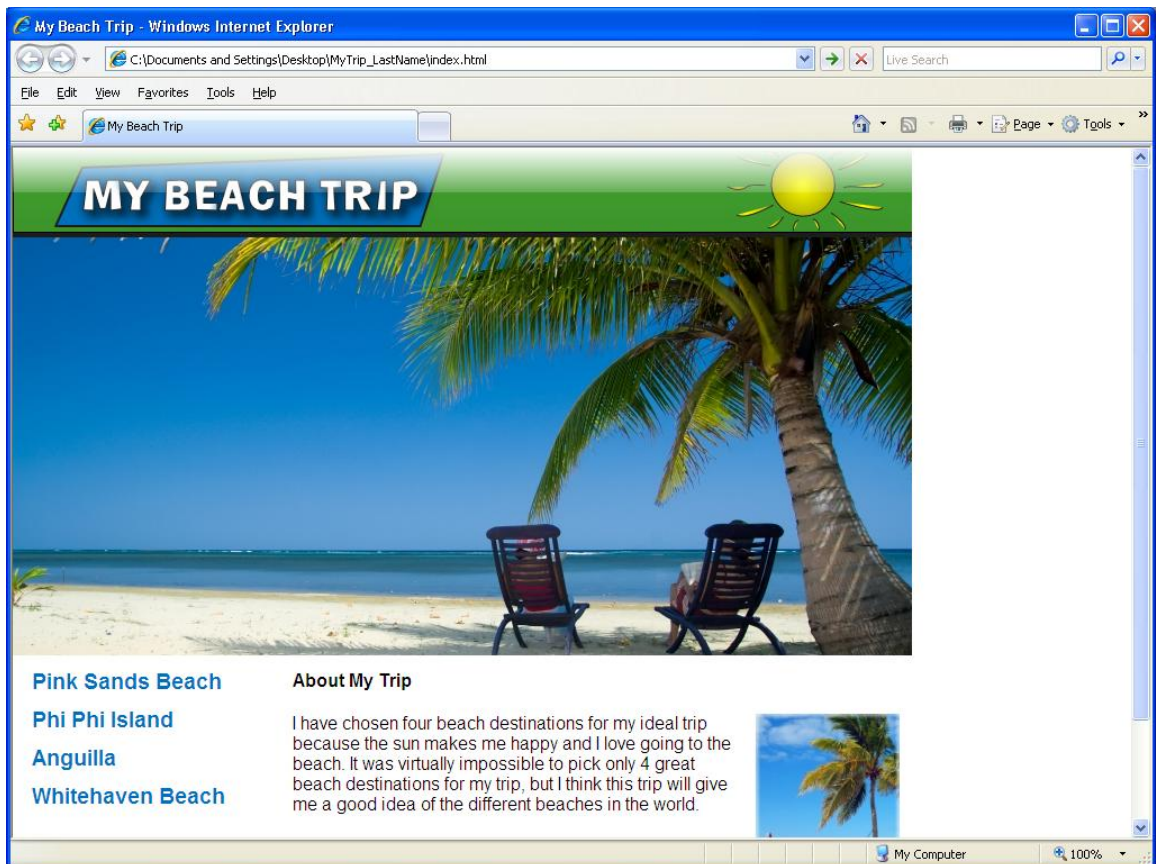 My Beach Trip - Windows Internet Explorer
C:\Documents and Settings\Desktop\MyTrip_LastName\index.html
Live Search
File Edit View Favorites Tools Help
My Beach Trip
Page Tools »
MY BEACH TRIP
Pink Sands Beach
Phi Phi Island
Anguilla
Whitehaven Beach
About My Trip
I have chosen four beach destinations for my ideal trip
because the sun makes me happy and I love going to the
beach. It was virtually impossible to pick only 4 great
beach destinations for my trip, but I think this trip will give
me a good idea of the different beaches in the world.
My Computer 100%